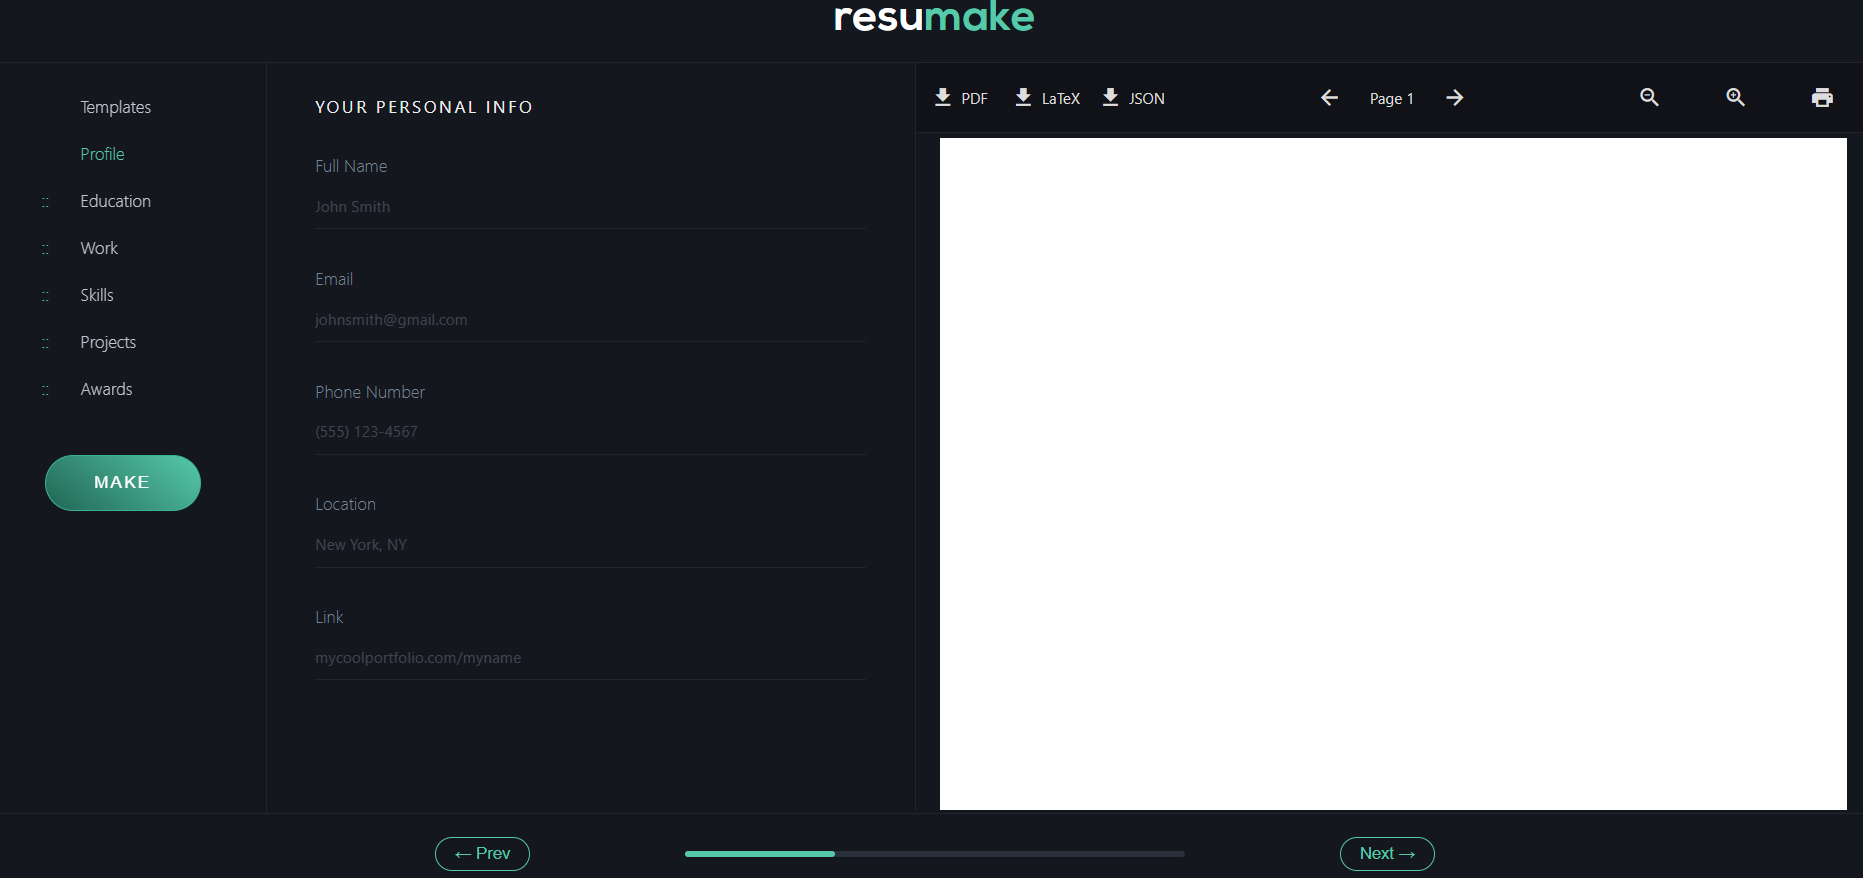 resumake
Templates
Profile
:: Education
:: Work
:: Skills
:: Projects
:: Awards
MAKE
YOUR PERSONAL INFO
Full Name
John Smith
Email
johnsmith@gmail.com
Phone Number
(555) 123-4567
Location
New York, NY
Link
mycoolportfolio.com/myname
PDF LaTeX JSON ← Page 1 →
← Prev Next →